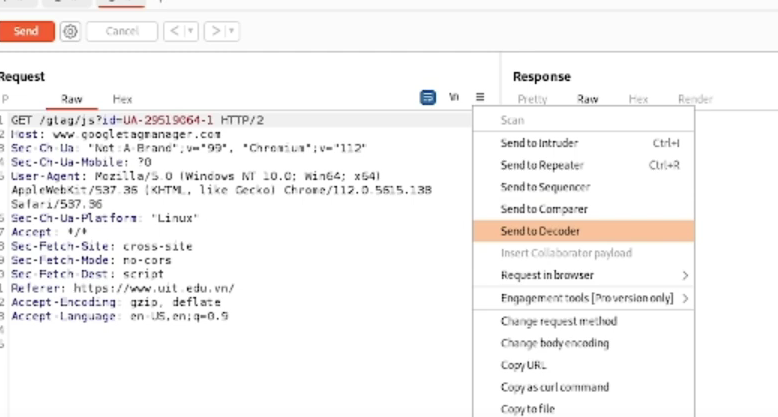 Send
Cancel
Request
Raw
Hex
\n
GET /gtag/js?id=UA-29519064-1 HTTP/2
Host: www.googletagmanager.com
Sec-Ch-Ua: "Not:A-Brand";v="99", "Chromium";v="112"
Sec-Ch-Ua-Mobile: ?0
User-Agent: Mozilla/5.0 (Windows NT 10.0; Win64; x64)
AppleWebKit/537.36 (KHTML, like Gecko) Chrome/112.0.5615.138
Safari/537.36
Sec-Ch-Ua-Platform: "Linux"
Accept: */*
Sec-Fetch-Site: cross-site
Sec-Fetch-Mode: no-cors
Sec-Fetch-Dest: script
Referer: https://www.uit.edu.vn/
Accept-Encoding: gzip, deflate
Accept-Language: en-US,en;q=0.9
Response
Pretty
Raw
Hex
Render
Scan
Send to Intruder Ctrl+I
Send to Repeater Ctrl+R
Send to Sequencer
Send to Comparer
Send to Decoder
Insert Collaborator payload
Request in browser
Engagement tools [Pro version only]
Change request method
Change body encoding
Copy URL
Copy as curl command
Copy to file